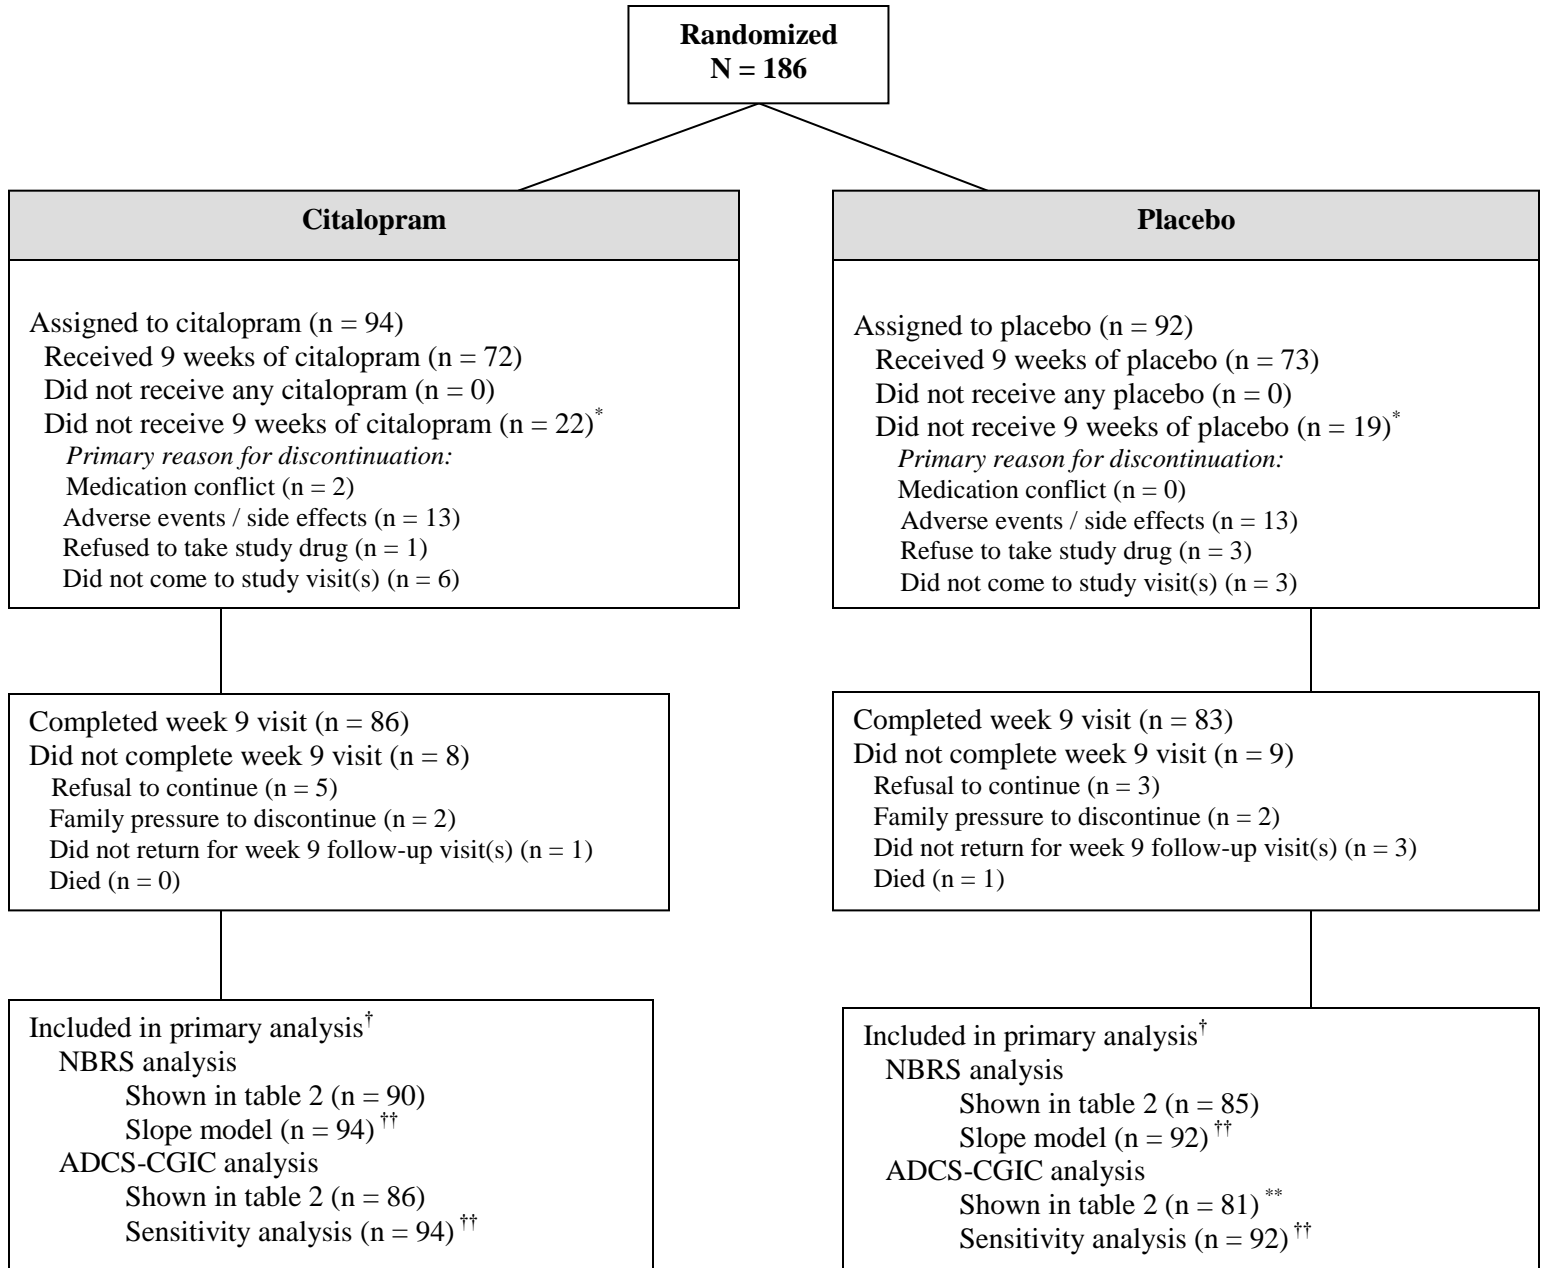 Randomized
N = 186
Citalopram
Assigned to citalopram (n = 94)
Received 9 weeks of citalopram (n = 72)
Did not receive any citalopram (n = 0)
Did not receive 9 weeks of citalopram (n = 22)*
Primary reason for discontinuation:
Medication conflict (n = 2)
Adverse events / side effects (n = 13)
Refused to take study drug (n = 1)
Did not come to study visit(s) (n = 6)
Placebo
Assigned to placebo (n = 92)
Received 9 weeks of placebo (n = 73)
Did not receive any placebo (n = 0)
Did not receive 9 weeks of placebo (n = 19)*
Primary reason for discontinuation:
Medication conflict (n = 0)
Adverse events / side effects (n = 13)
Refuse to take study drug (n = 3)
Did not come to study visit(s) (n = 3)
Completed week 9 visit (n = 86)
Did not complete week 9 visit (n = 8)
Refusal to continue (n = 5)
Family pressure to discontinue (n = 2)
Did not return for week 9 follow-up visit(s) (n = 1)
Died (n = 0)
Completed week 9 visit (n = 83)
Did not complete week 9 visit (n = 9)
Refusal to continue (n = 3)
Family pressure to discontinue (n = 2)
Did not return for week 9 follow-up visit(s) (n = 3)
Died (n = 1)
Included in primary analysis†
NBRS analysis
Shown in table 2 (n = 90)
Slope model (n = 94) ††
ADCS-CGIC analysis
Shown in table 2 (n = 86)
Sensitivity analysis (n = 94) ††
Included in primary analysis†
NBRS analysis
Shown in table 2 (n = 85)
Slope model (n = 92) ††
ADCS-CGIC analysis
Shown in table 2 (n = 81) **
Sensitivity analysis (n = 92) ††